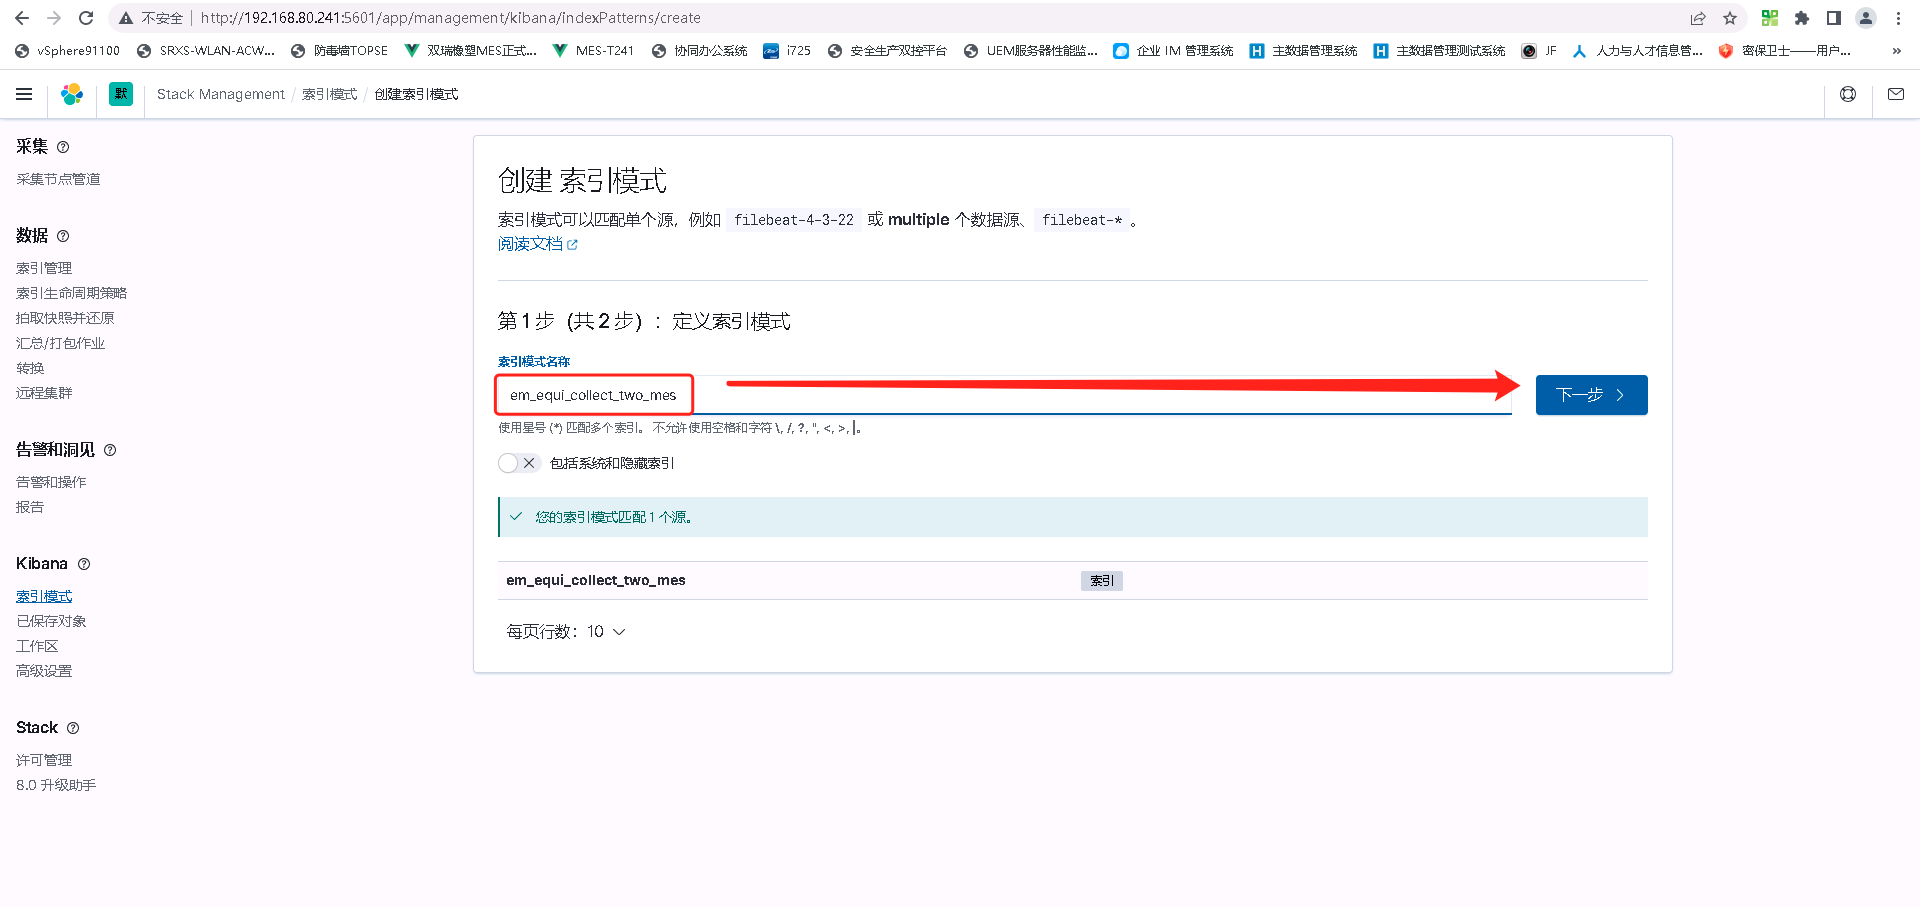 不安全 http://192.168.80.241:5601/app/management/kibana/indexPatterns/create
vSphere91100 SRXS-WLAN-ACW... 防毒墙TOPSE 双瑞橡塑MES正式... MES-T241 协同办公系统 i725 安全生产双控平台 UEM服务器性能监... 企业 IM 管理系统 主数据管理系统 主数据管理测试系统 JF 人力与人才信息管... 密保卫士——用户... »
默 Stack Management / 索引模式 / 创建索引模式
采集
采集节点管道
数据
索引管理
索引生命周期策略
拍取快照并还原
汇总/打包作业
转换
远程集群
告警和洞见
告警和操作
报告
Kibana
索引模式
已保存对象
工作区
高级设置
Stack
许可管理
8.0 升级助手
创建 索引模式
索引模式可以匹配单个源，例如 filebeat-4-3-22 或 multiple 个数据源、 filebeat-* 。
阅读文档
第 1 步（共 2 步）：定义索引模式
索引模式名称
em_equi_collect_two_mes
下一步
使用星号 (*) 匹配多个索引。不允许使用空格和字符 \, /, ?, ", <, >, |。
包括系统和隐藏索引
您的索引模式匹配 1 个源。
em_equi_collect_two_mes 索引
每页行数：10